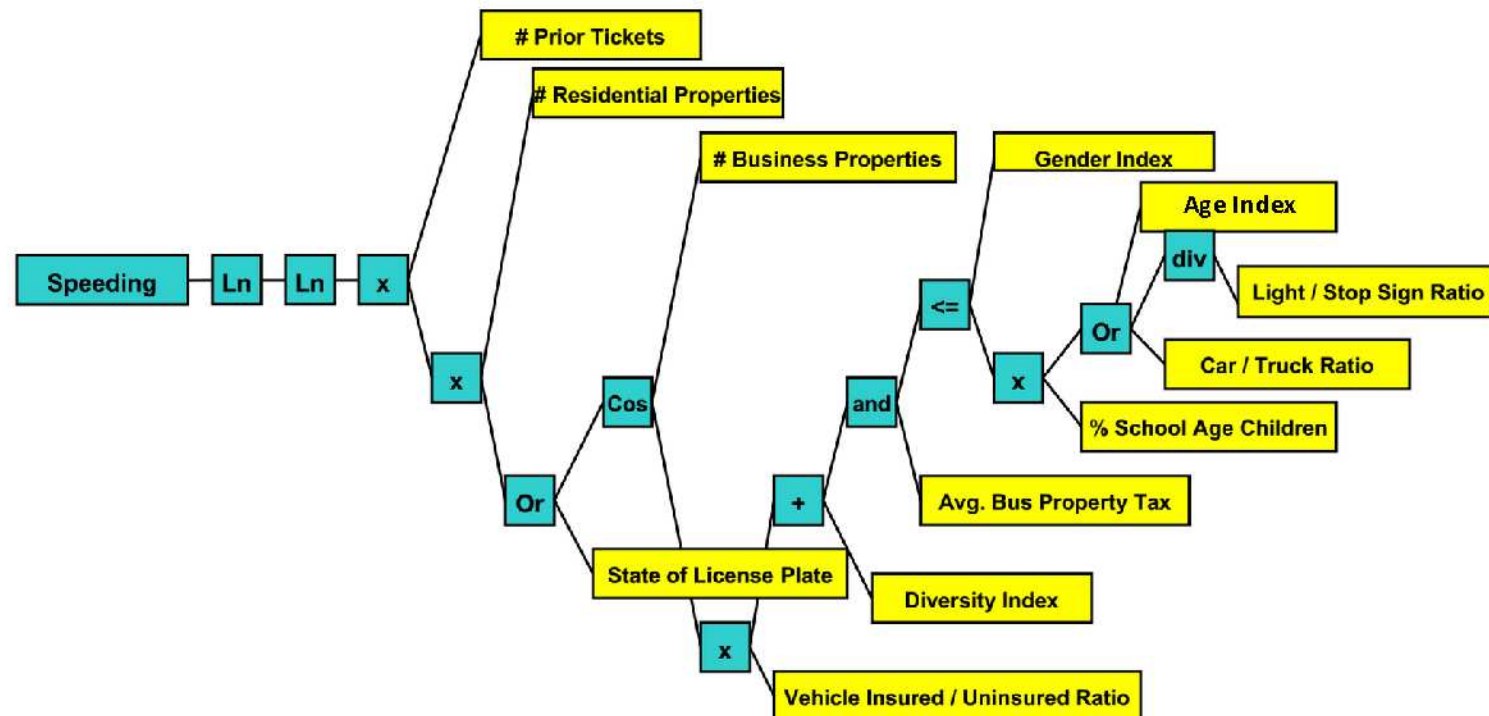 # Prior Tickets
# Residential Properties
# Business Properties
Gender Index
Age Index
div
Speeding
Ln
Ln
x
<=
Light / Stop Sign Ratio
Or
Car / Truck Ratio
x
Cos
and
x
% School Age Children
Or
+
Avg. Bus Property Tax
State of License Plate
Diversity Index
x
Vehicle Insured / Uninsured Ratio